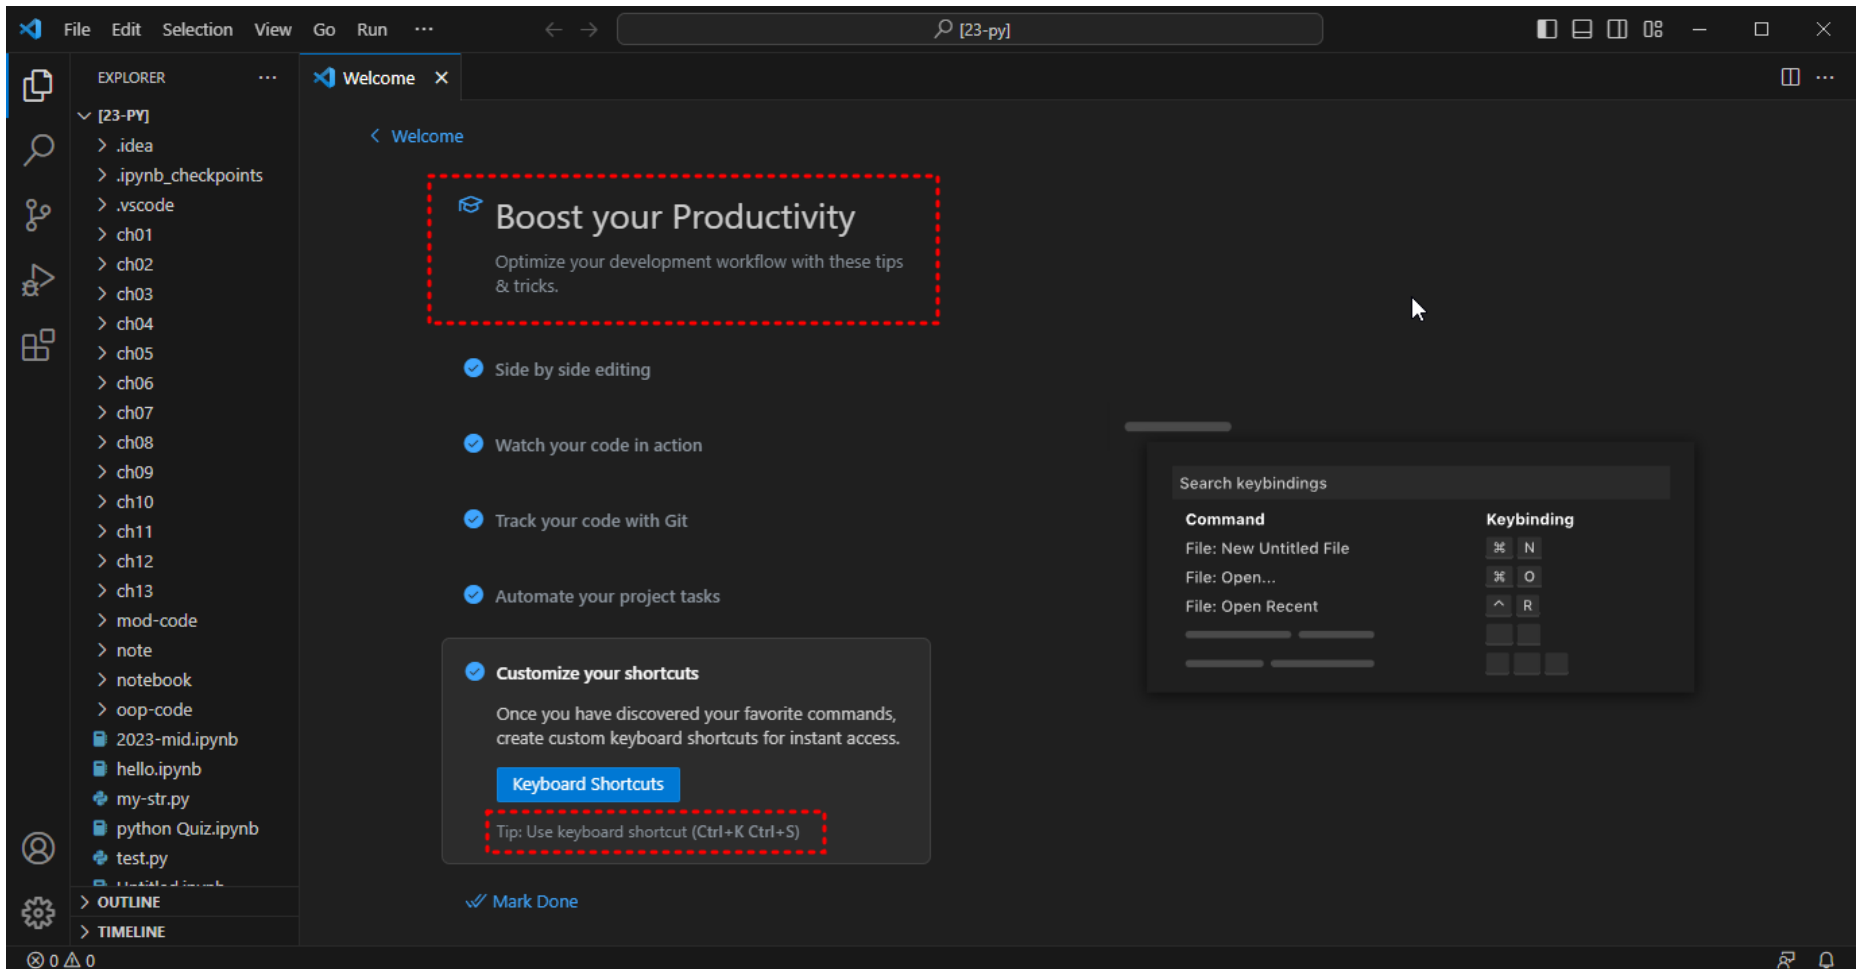 File Edit Selection View Go Run ···
[23-py]
EXPLORER ···
Welcome
[23-PY]
.idea
.ipynb_checkpoints
.vscode
ch01
ch02
ch03
ch04
ch05
ch06
ch07
ch08
ch09
ch10
ch11
ch12
ch13
mod-code
note
notebook
oop-code
2023-mid.ipynb
hello.ipynb
my-str.py
python Quiz.ipynb
test.py
Untitled.ipynb
OUTLINE
TIMELINE
Welcome
Boost your Productivity
Optimize your development workflow with these tips
& tricks.
Side by side editing
Watch your code in action
Track your code with Git
Automate your project tasks
Customize your shortcuts
Once you have discovered your favorite commands,
create custom keyboard shortcuts for instant access.
Keyboard Shortcuts
Tip: Use keyboard shortcut (Ctrl+K Ctrl+S)
Mark Done
Search keybindings
Command Keybinding
File: New Untitled File ⌘ N
File: Open... ⌘ O
File: Open Recent ^ R
0 0